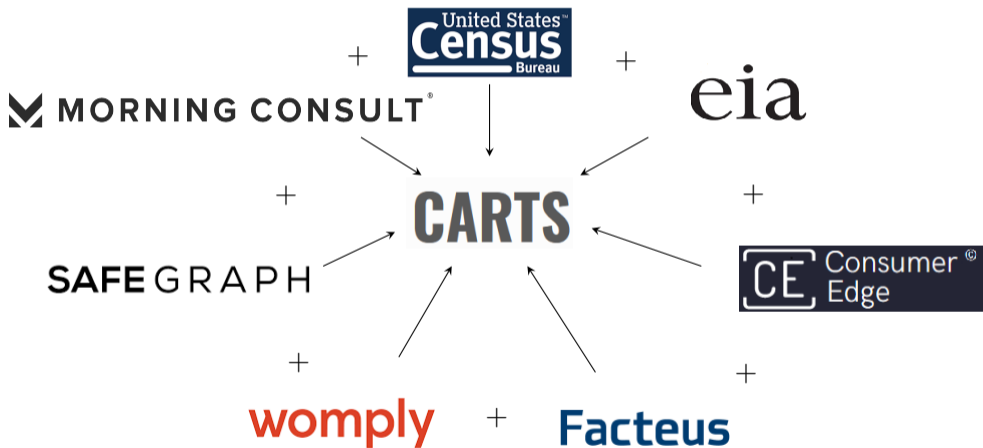 United States™
Census
Bureau
+
+
MORNING CONSULT®
eia
CARTS
+
+
SAFEGRAPH
CE
Consumer ©
Edge
+
+
womply
+
Facteus